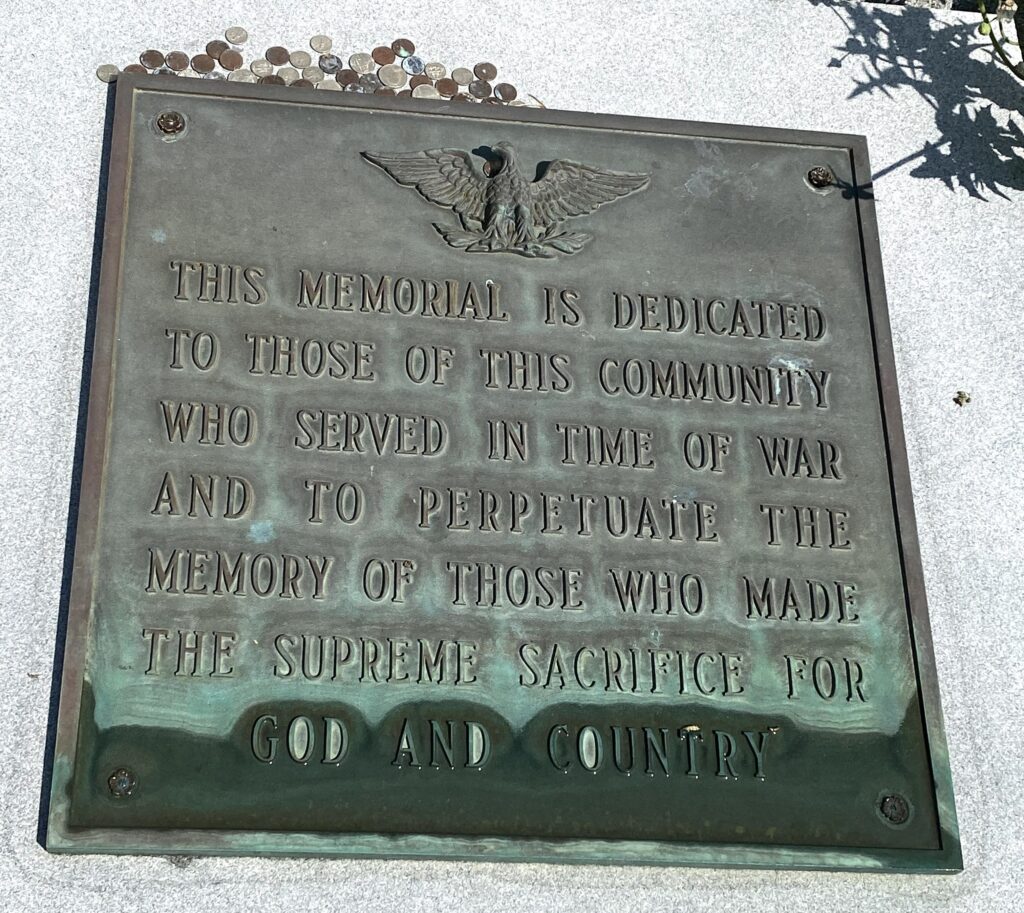 THIS MEMORIAL IS DEDICATED
TO THOSE OF THIS COMMUNITY
WHO SERVED IN TIME OF WAR
AND TO PERPETUATE THE
MEMORY OF THOSE WHO MADE
THE SUPREME SACRIFICE FOR
GOD AND COUNTRY